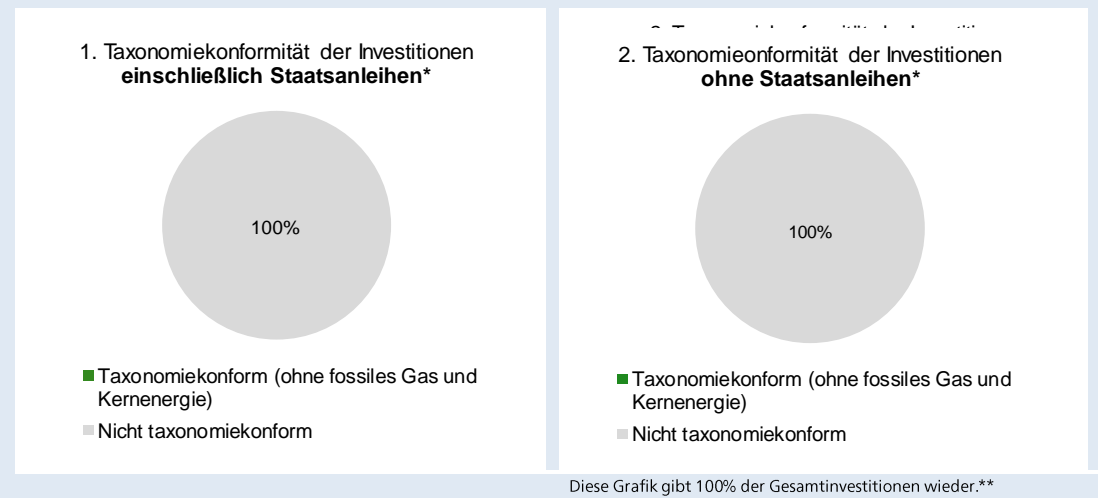 1. Taxonomiekonformität der Investitionen
einschließlich Staatsanleihen*
100%
Taxonomiekonform (ohne fossiles Gas und
Kernenergie)
Nicht taxonomiekonform
2. Taxonomieonformität der Investitionen
ohne Staatsanleihen*
100%
Taxonomiekonform (ohne fossiles Gas und
Kernenergie)
Nicht taxonomiekonform
Diese Grafik gibt 100% der Gesamtinvestitionen wieder.**